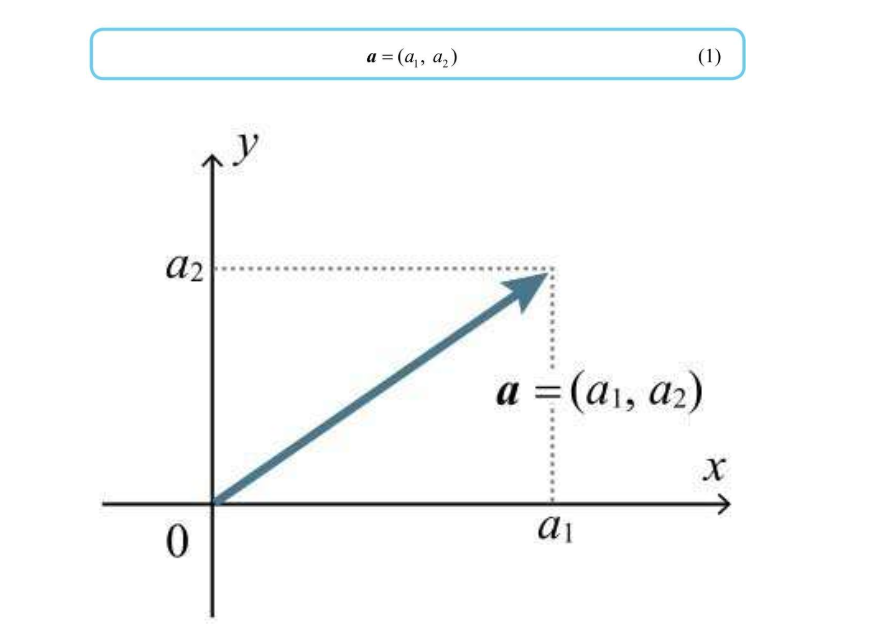 a = (a₁, a₂) (1)
y
a₂
a = (a₁, a₂)
x
0
a₁